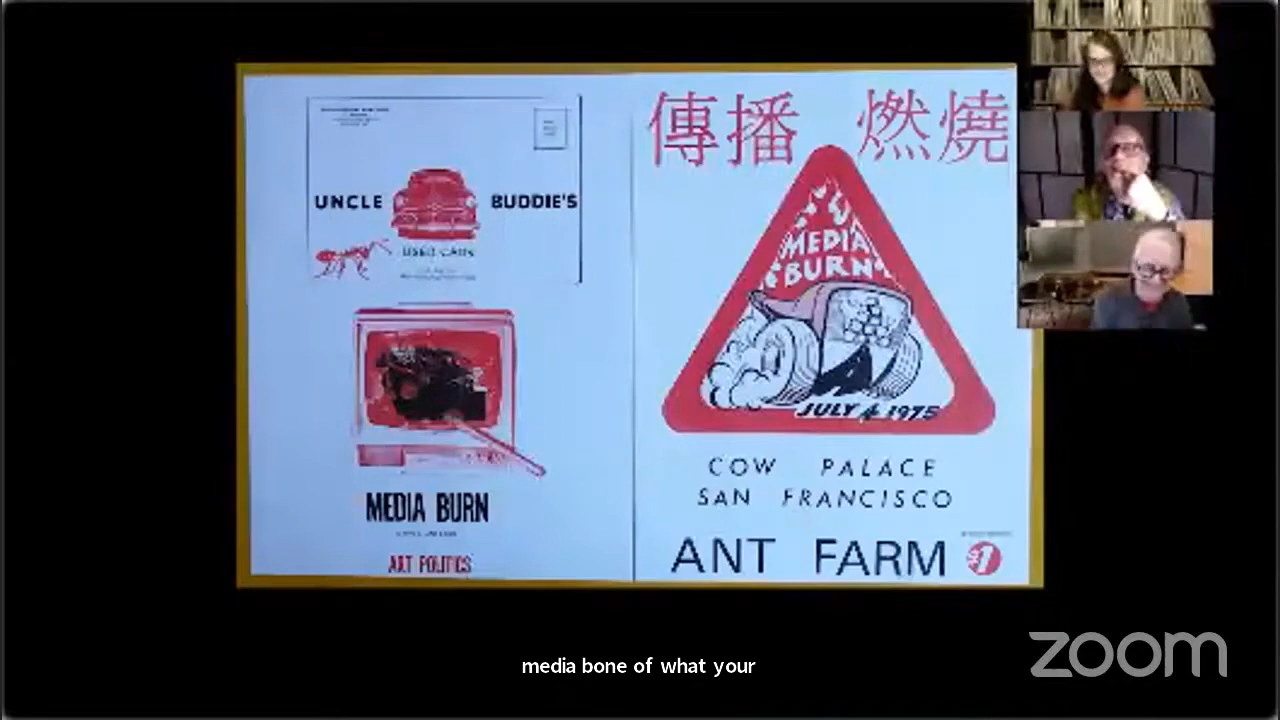 UNCLE BUDDIE'S
USED CARS
MEDIA BURN
ART POLITICS
傳播 燃燒
MEDIA
BURN
JULY 4 1975
COW PALACE
SAN FRANCISCO
ANT FARM $1
media bone of what your
zoom